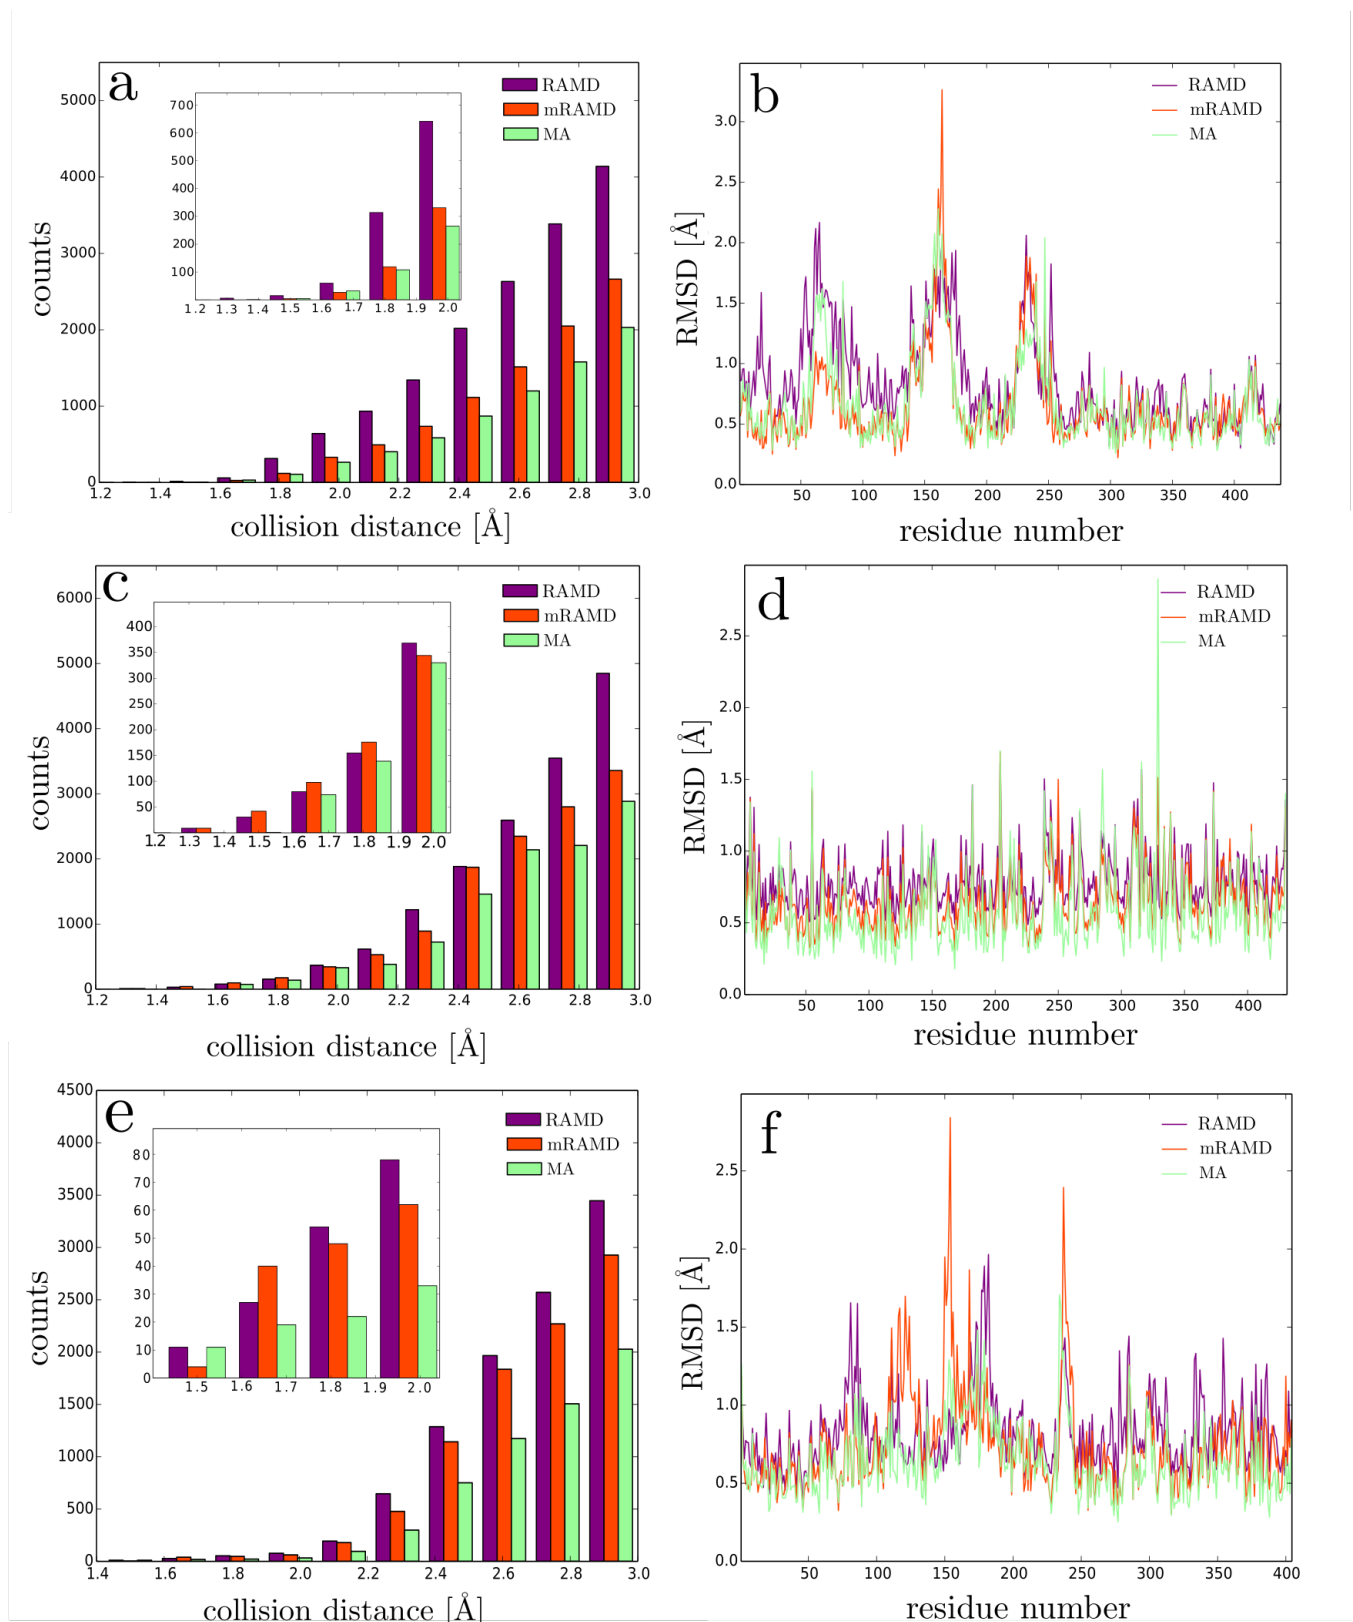 a
RAMD
mRAMD
MA
5000
4000
3000
2000
1000
0
counts
700
600
500
400
300
200
100
1.2 1.3 1.4 1.5 1.6 1.7 1.8 1.9 2.0
1.2 1.4 1.6 1.8 2.0 2.2 2.4 2.6 2.8 3.0
collision distance [Å]
b
RAMD
mRAMD
MA
3.0
2.5
2.0
1.5
1.0
0.5
0.0
RMSD [Å]
50 100 150 200 250 300 350 400
residue number
c
RAMD
mRAMD
MA
6000
5000
4000
3000
2000
1000
0
counts
400
350
300
250
200
150
100
50
1.2 1.3 1.4 1.5 1.6 1.7 1.8 1.9 2.0
1.2 1.4 1.6 1.8 2.0 2.2 2.4 2.6 2.8 3.0
collision distance [Å]
d
RAMD
mRAMD
MA
2.5
2.0
1.5
1.0
0.5
0.0
RMSD [Å]
50 100 150 200 250 300 350 400
residue number
e
RAMD
mRAMD
MA
4500
4000
3500
3000
2500
2000
1500
1000
500
0
counts
80
70
60
50
40
30
20
10
0
1.5 1.6 1.7 1.8 1.9 2.0
1.4 1.6 1.8 2.0 2.2 2.4 2.6 2.8 3.0
collision distance [Å]
f
RAMD
mRAMD
MA
2.5
2.0
1.5
1.0
0.5
0.0
RMSD [Å]
50 100 150 200 250 300 350 400
residue number